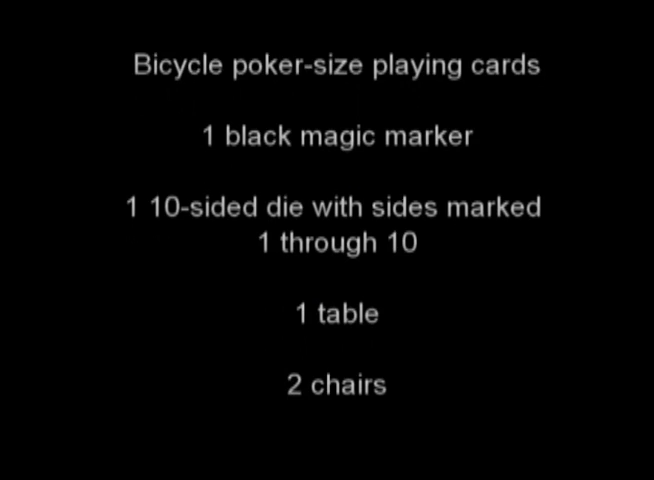 Bicycle poker-size playing cards
1 black magic marker
1 10-sided die with sides marked
1 through 10
1 table
2 chairs